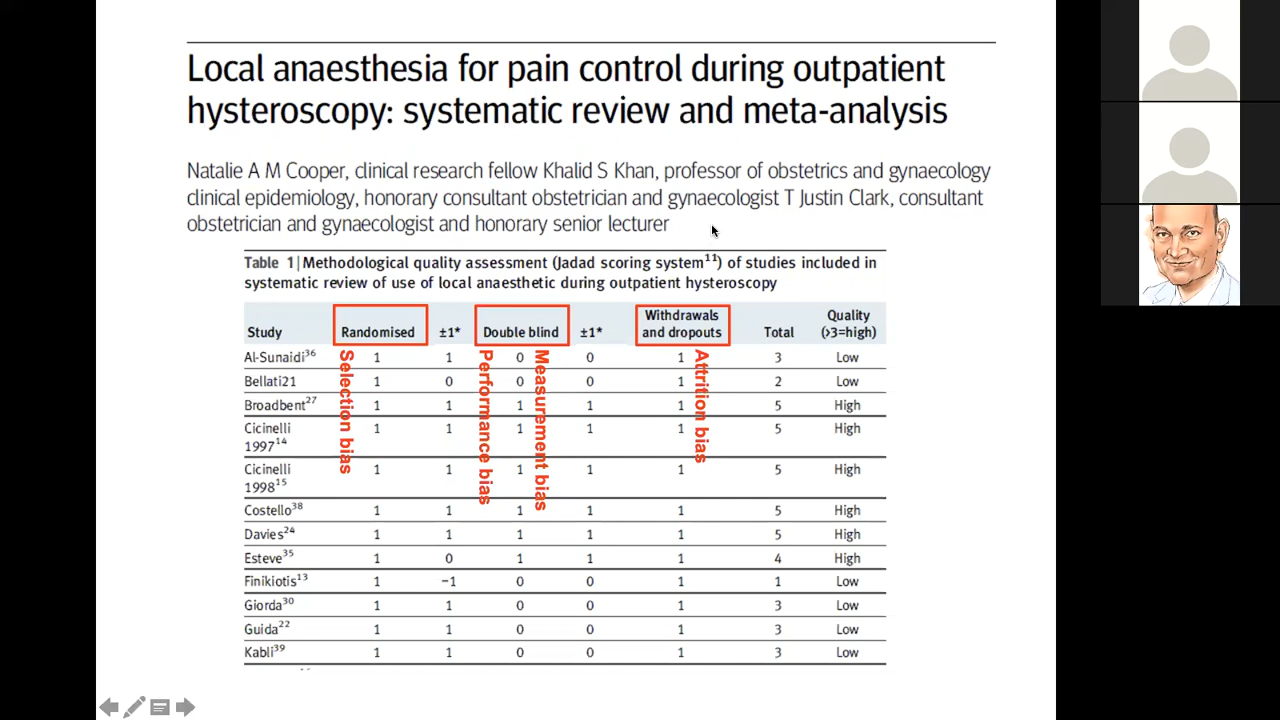 Local anaesthesia for pain control during outpatient
hysteroscopy: systematic review and meta-analysis
Natalie A M Cooper, clinical research fellow Khalid S Khan, professor of obstetrics and gynaecology
clinical epidemiology, honorary consultant obstetrician and gynaecologist T Justin Clark, consultant
obstetrician and gynaecologist and honorary senior lecturer
Table 1|Methodological quality assessment (Jadad scoring system11) of studies included in
systematic review of use of local anaesthetic during outpatient hysteroscopy
Study Randomised ±1* Double blind ±1* Withdrawals and dropouts Total Quality (>3=high)
Al-Sunaidi36 1 1 0 0 1 3 Low
Bellati21 1 0 0 0 1 2 Low
Broadbent27 1 1 1 1 1 5 High
Cicinelli 1 1 1 1 1 5 High
199714
Cicinelli 1 1 1 1 1 5 High
199815
Costello38 1 1 1 1 1 5 High
Davies24 1 1 1 1 1 5 High
Esteve35 1 0 1 1 1 4 High
Finikiotis13 1 −1 0 0 1 1 Low
Giorda30 1 1 0 0 1 3 Low
Guida22 1 1 0 0 1 3 Low
Kabli39 1 1 0 0 1 3 Low
Selection bias
Performance bias
Measurement bias
Attrition bias